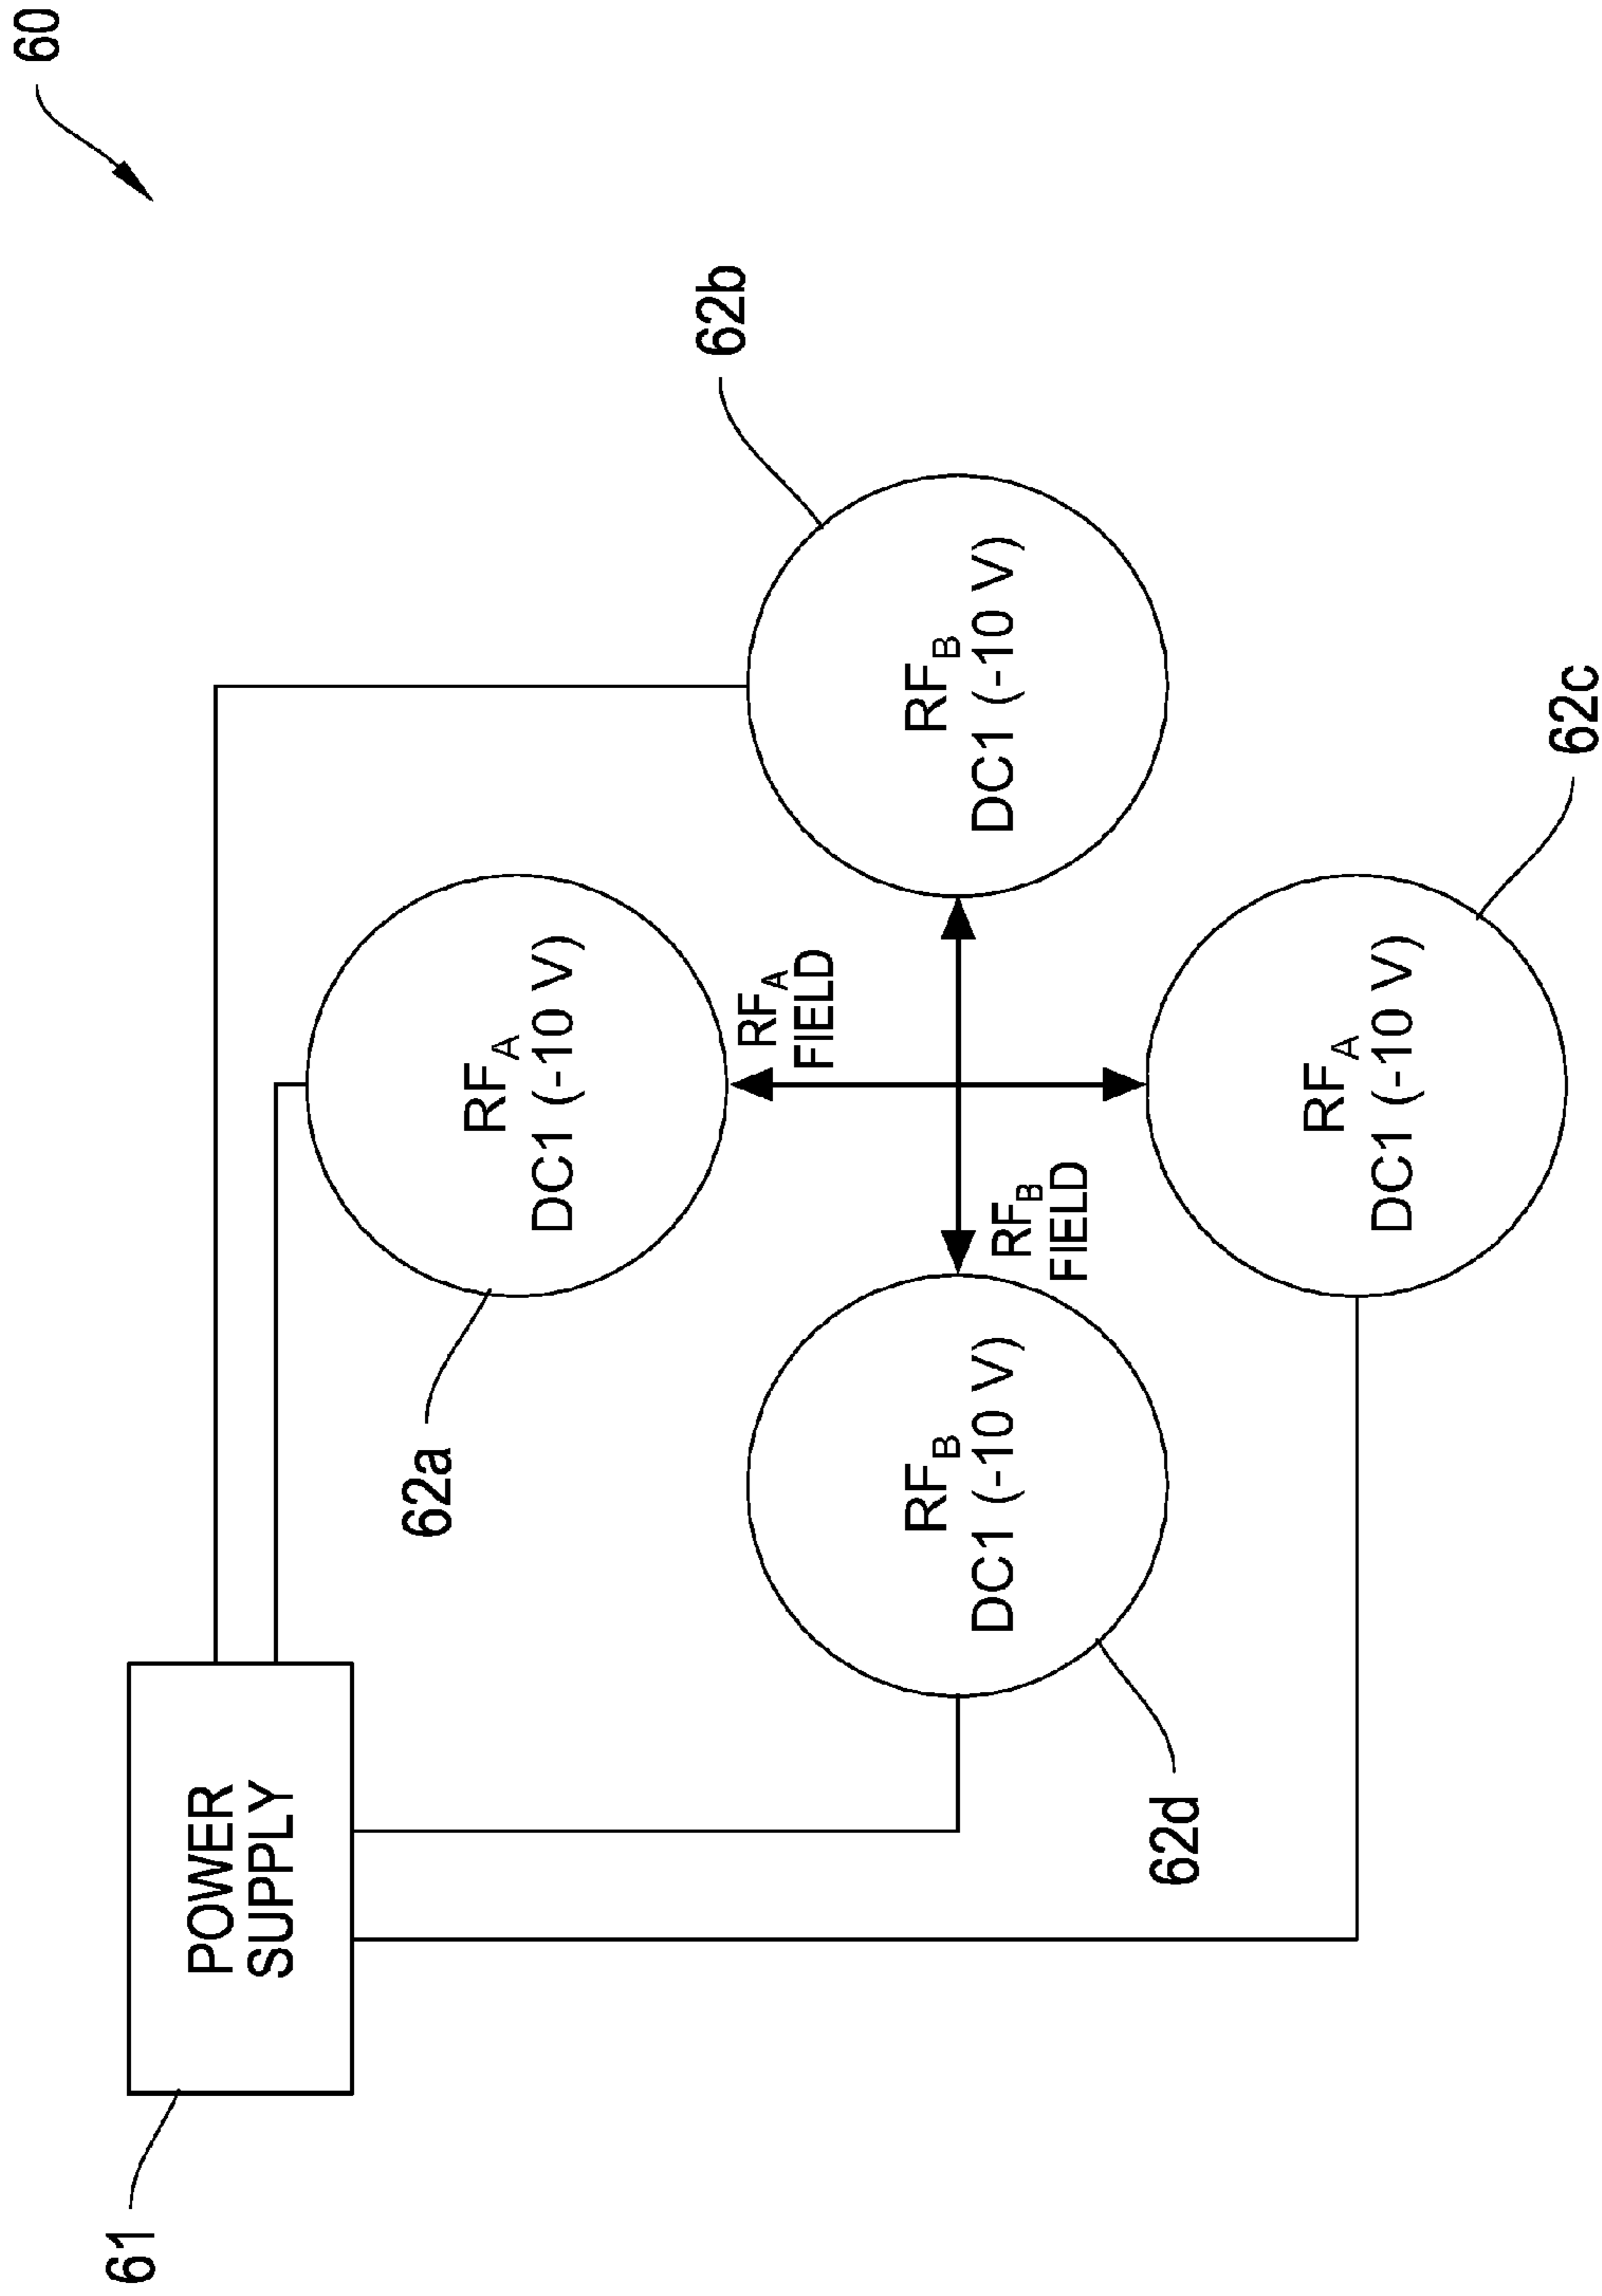 60
62b
RF_B
DC1 (-10 V)
62c
RF_A
DC1 (-10 V)
RF_A
FIELD
RF_A
DC1 (-10 V)
RF_B
FIELD
62a
RF_B
DC1 (-10 V)
62d
POWER
SUPPLY
61